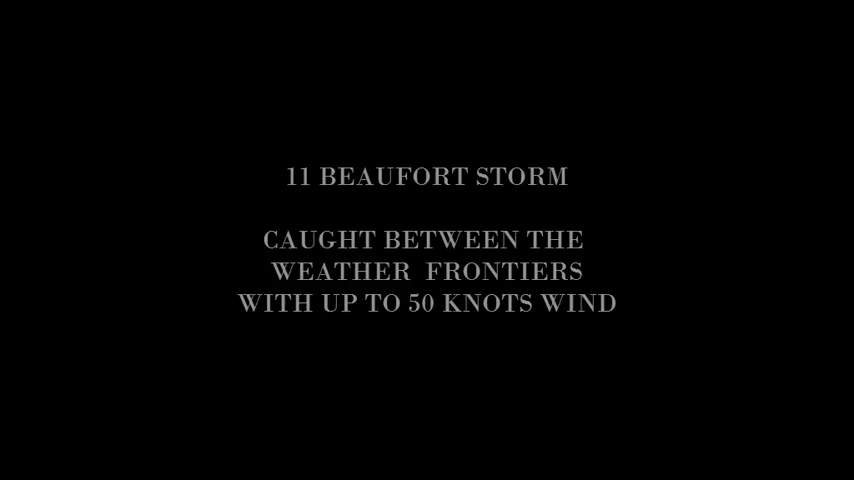 11 BEAUFORT STORM
CAUGHT BETWEEN THE
WEATHER  FRONTIERS
WITH UP TO 50 KNOTS WIND